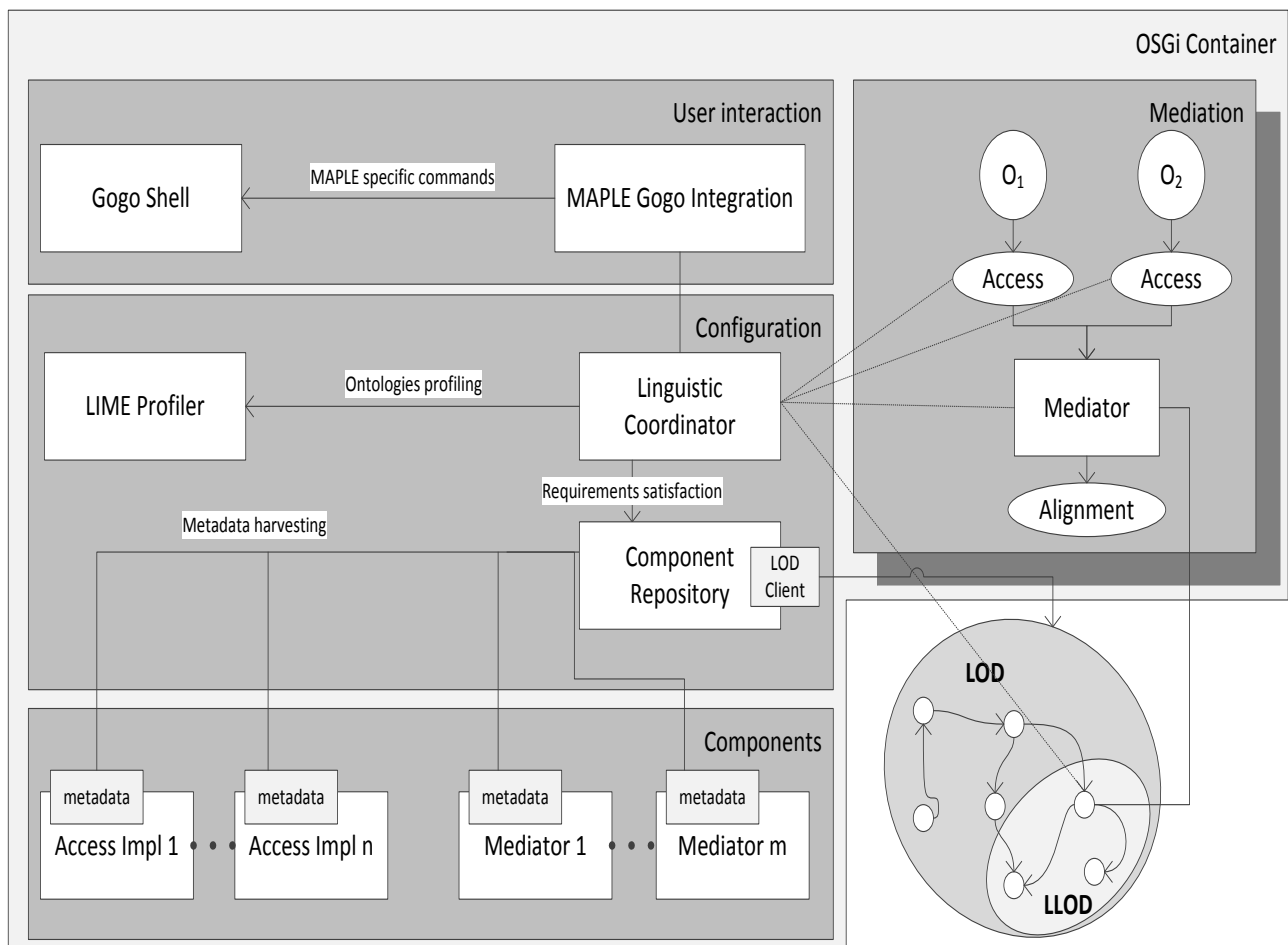 OSGi Container
User interaction
Gogo Shell
MAPLE specific commands
MAPLE Gogo Integration
Mediation
O₁
O₂
Access
Access
Mediator
Alignment
Configuration
LIME Profiler
Ontologies profiling
Linguistic
Coordinator
Requirements satisfaction
Metadata harvesting
Component
Repository
LOD
Client
Components
metadata
Access Impl 1
metadata
Access Impl n
metadata
Mediator 1
metadata
Mediator m
LOD
LLOD